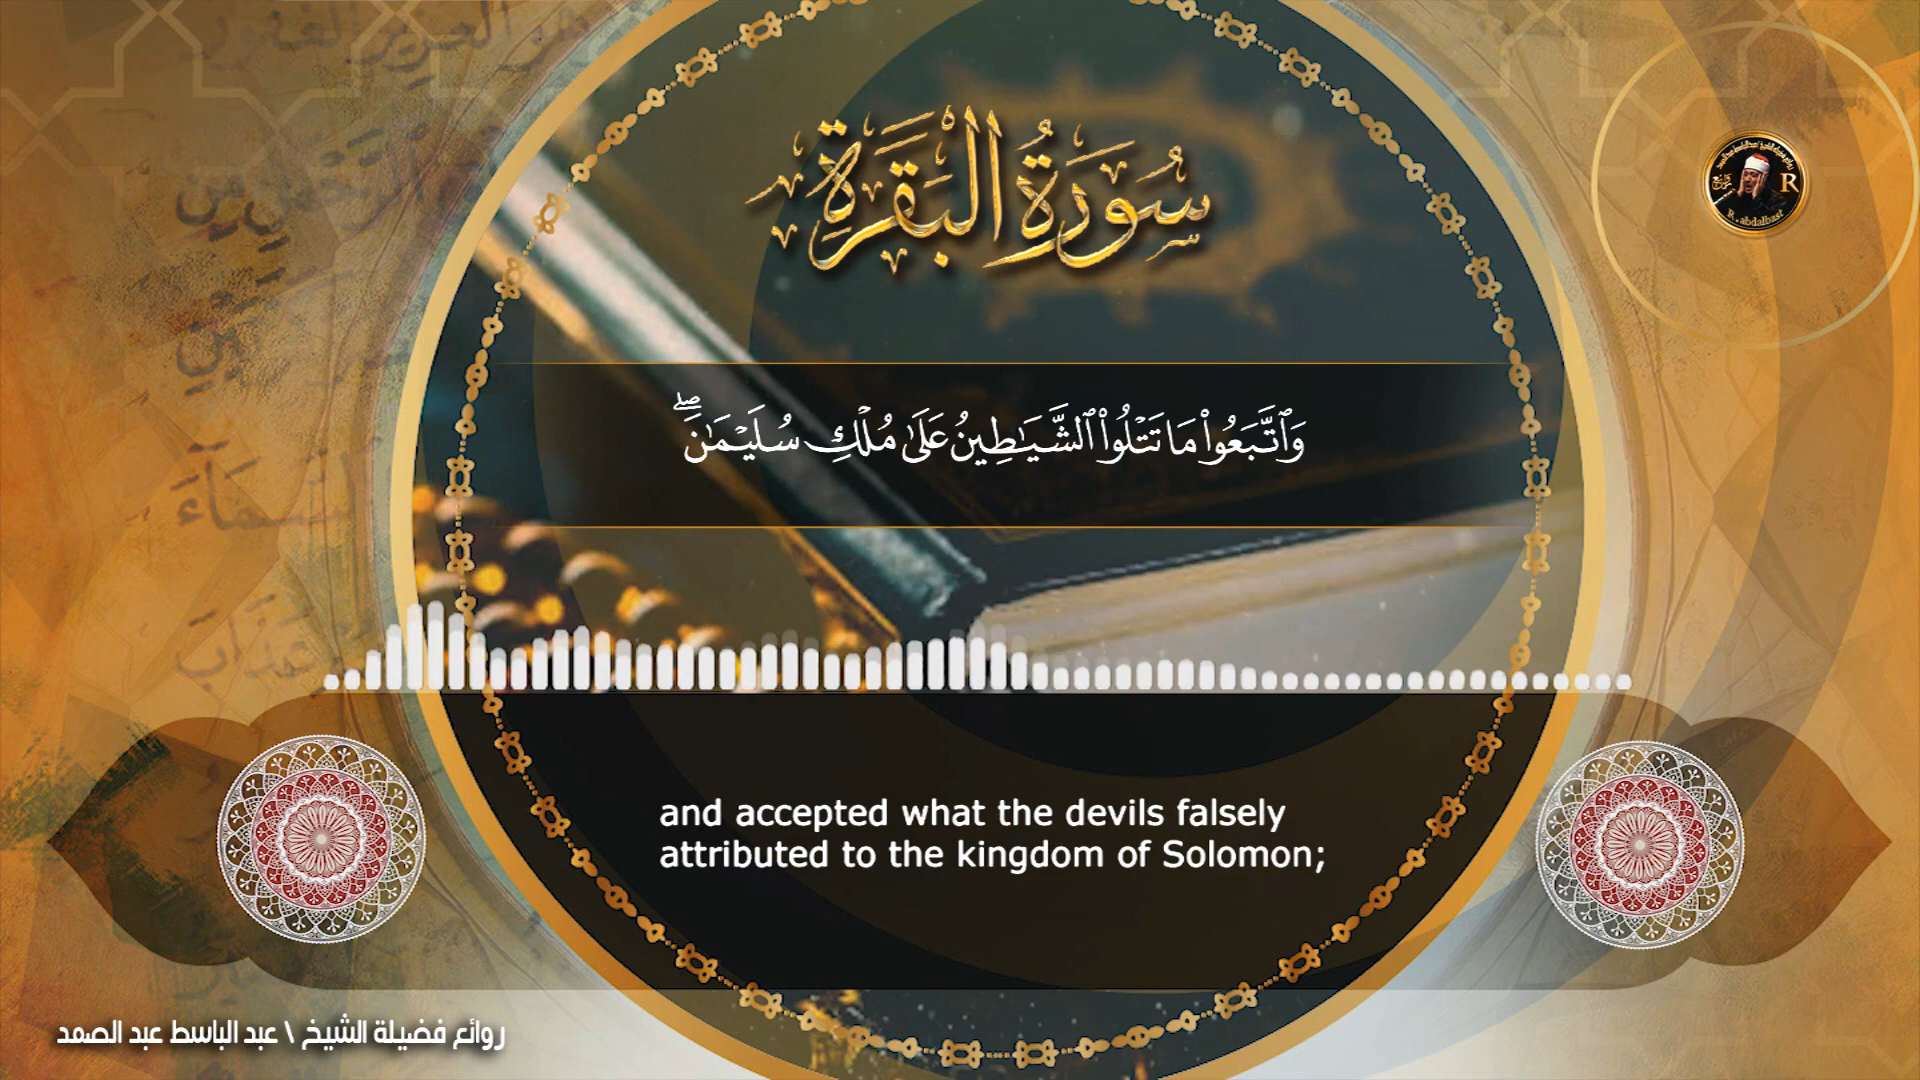 سُورَةُ البَقَرَةِ
وَٱتَّبَعُوا۟ مَا تَتْلُوا۟ ٱلشَّيَـٰطِينُ عَلَىٰ مُلْكِ سُلَيْمَـٰنَ ۖ
and accepted what the devils falsely
attributed to the kingdom of Solomon;
روائع فضيلة الشيخ \ عبد الباسط عبد الصمد
R
R. abdalbast